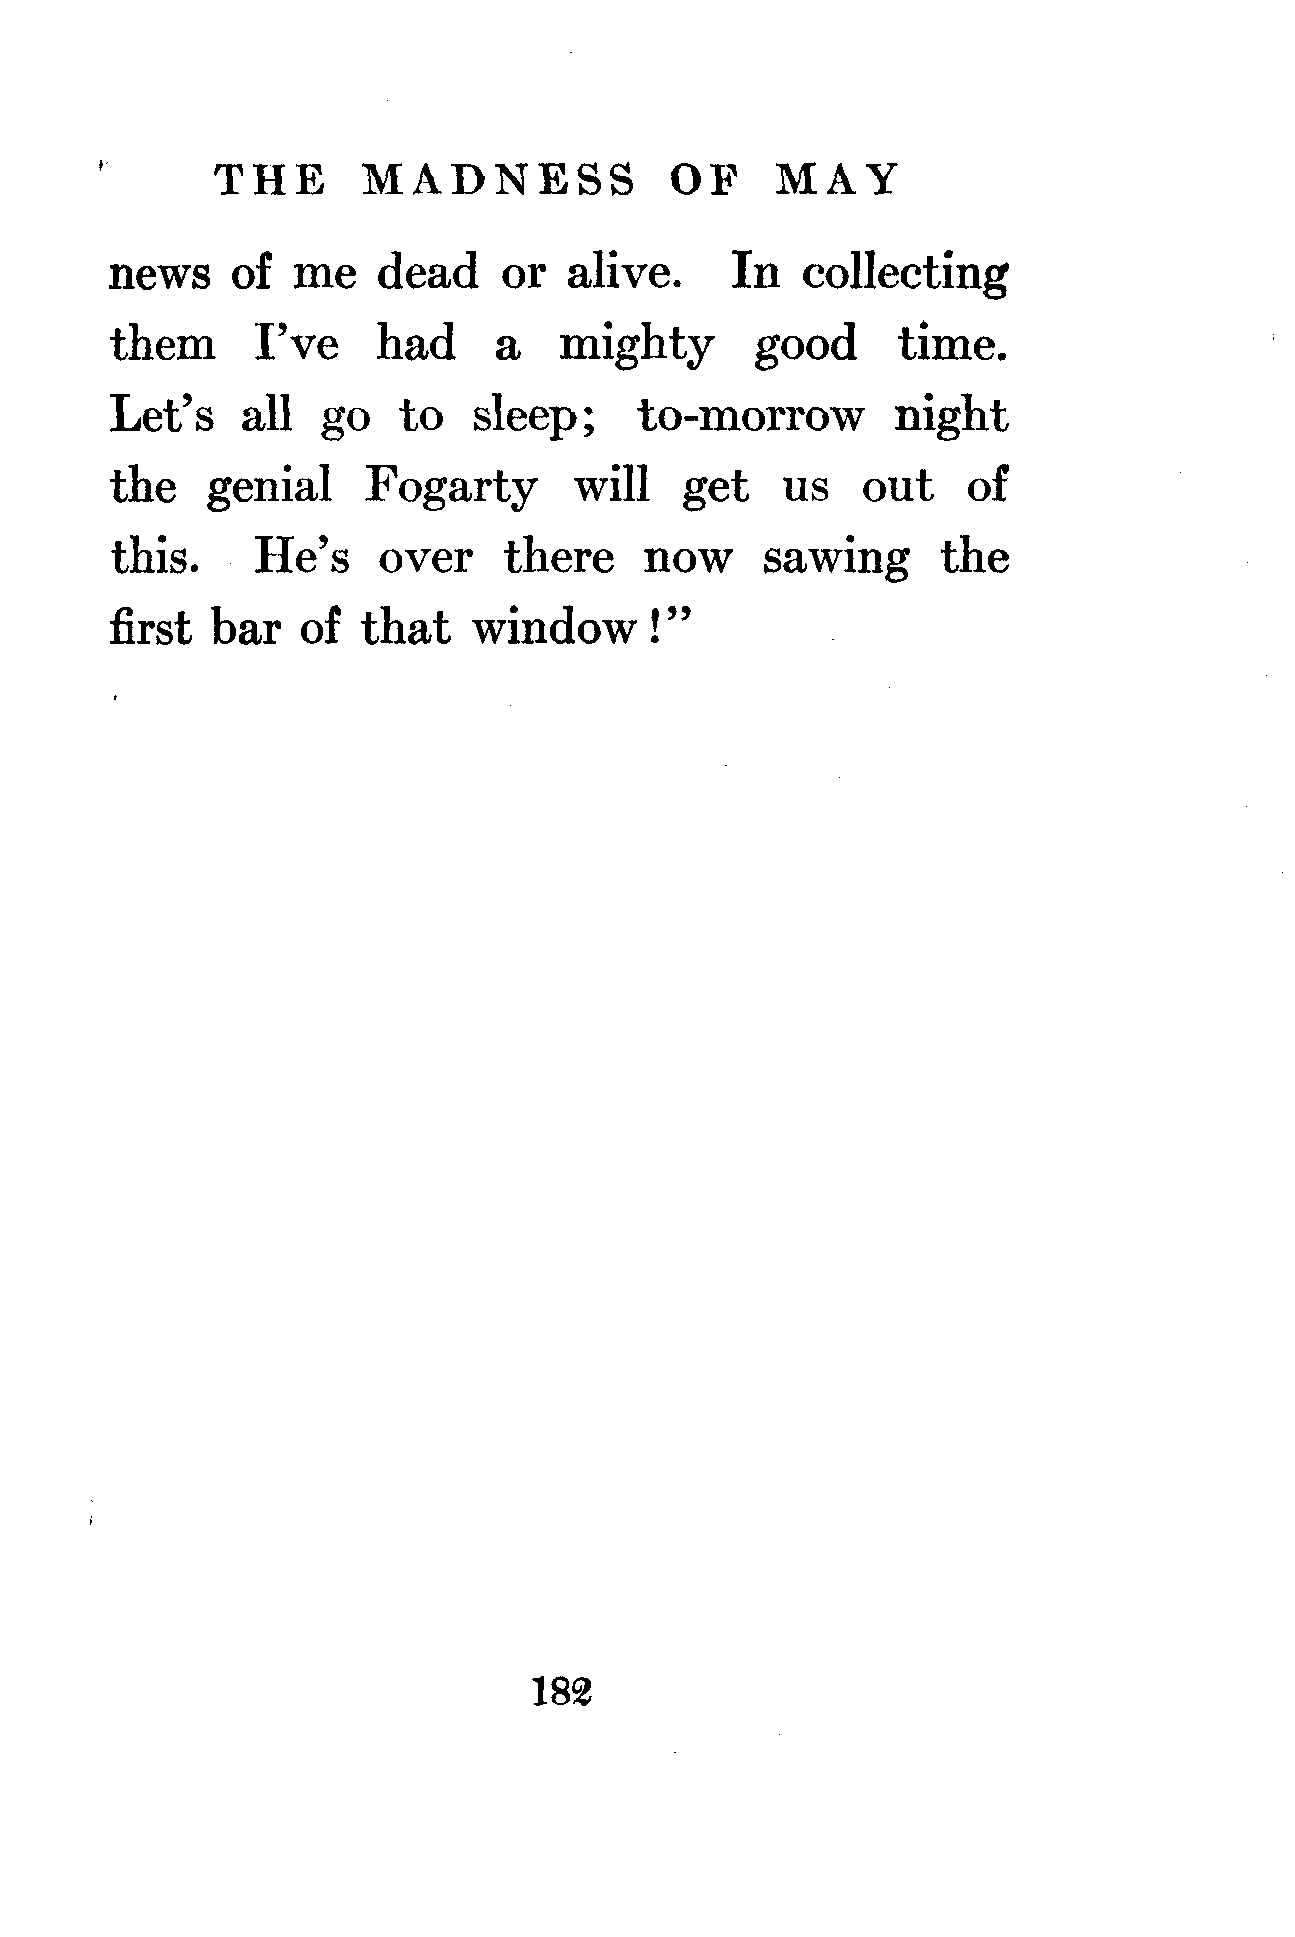 THE MADNESS OF MAY
news of me dead or alive. In collecting
them I've had a mighty good time.
Let's all go to sleep; to-morrow night
the genial Fogarty will get us out of
this. He's over there now sawing the
first bar of that window!"
182